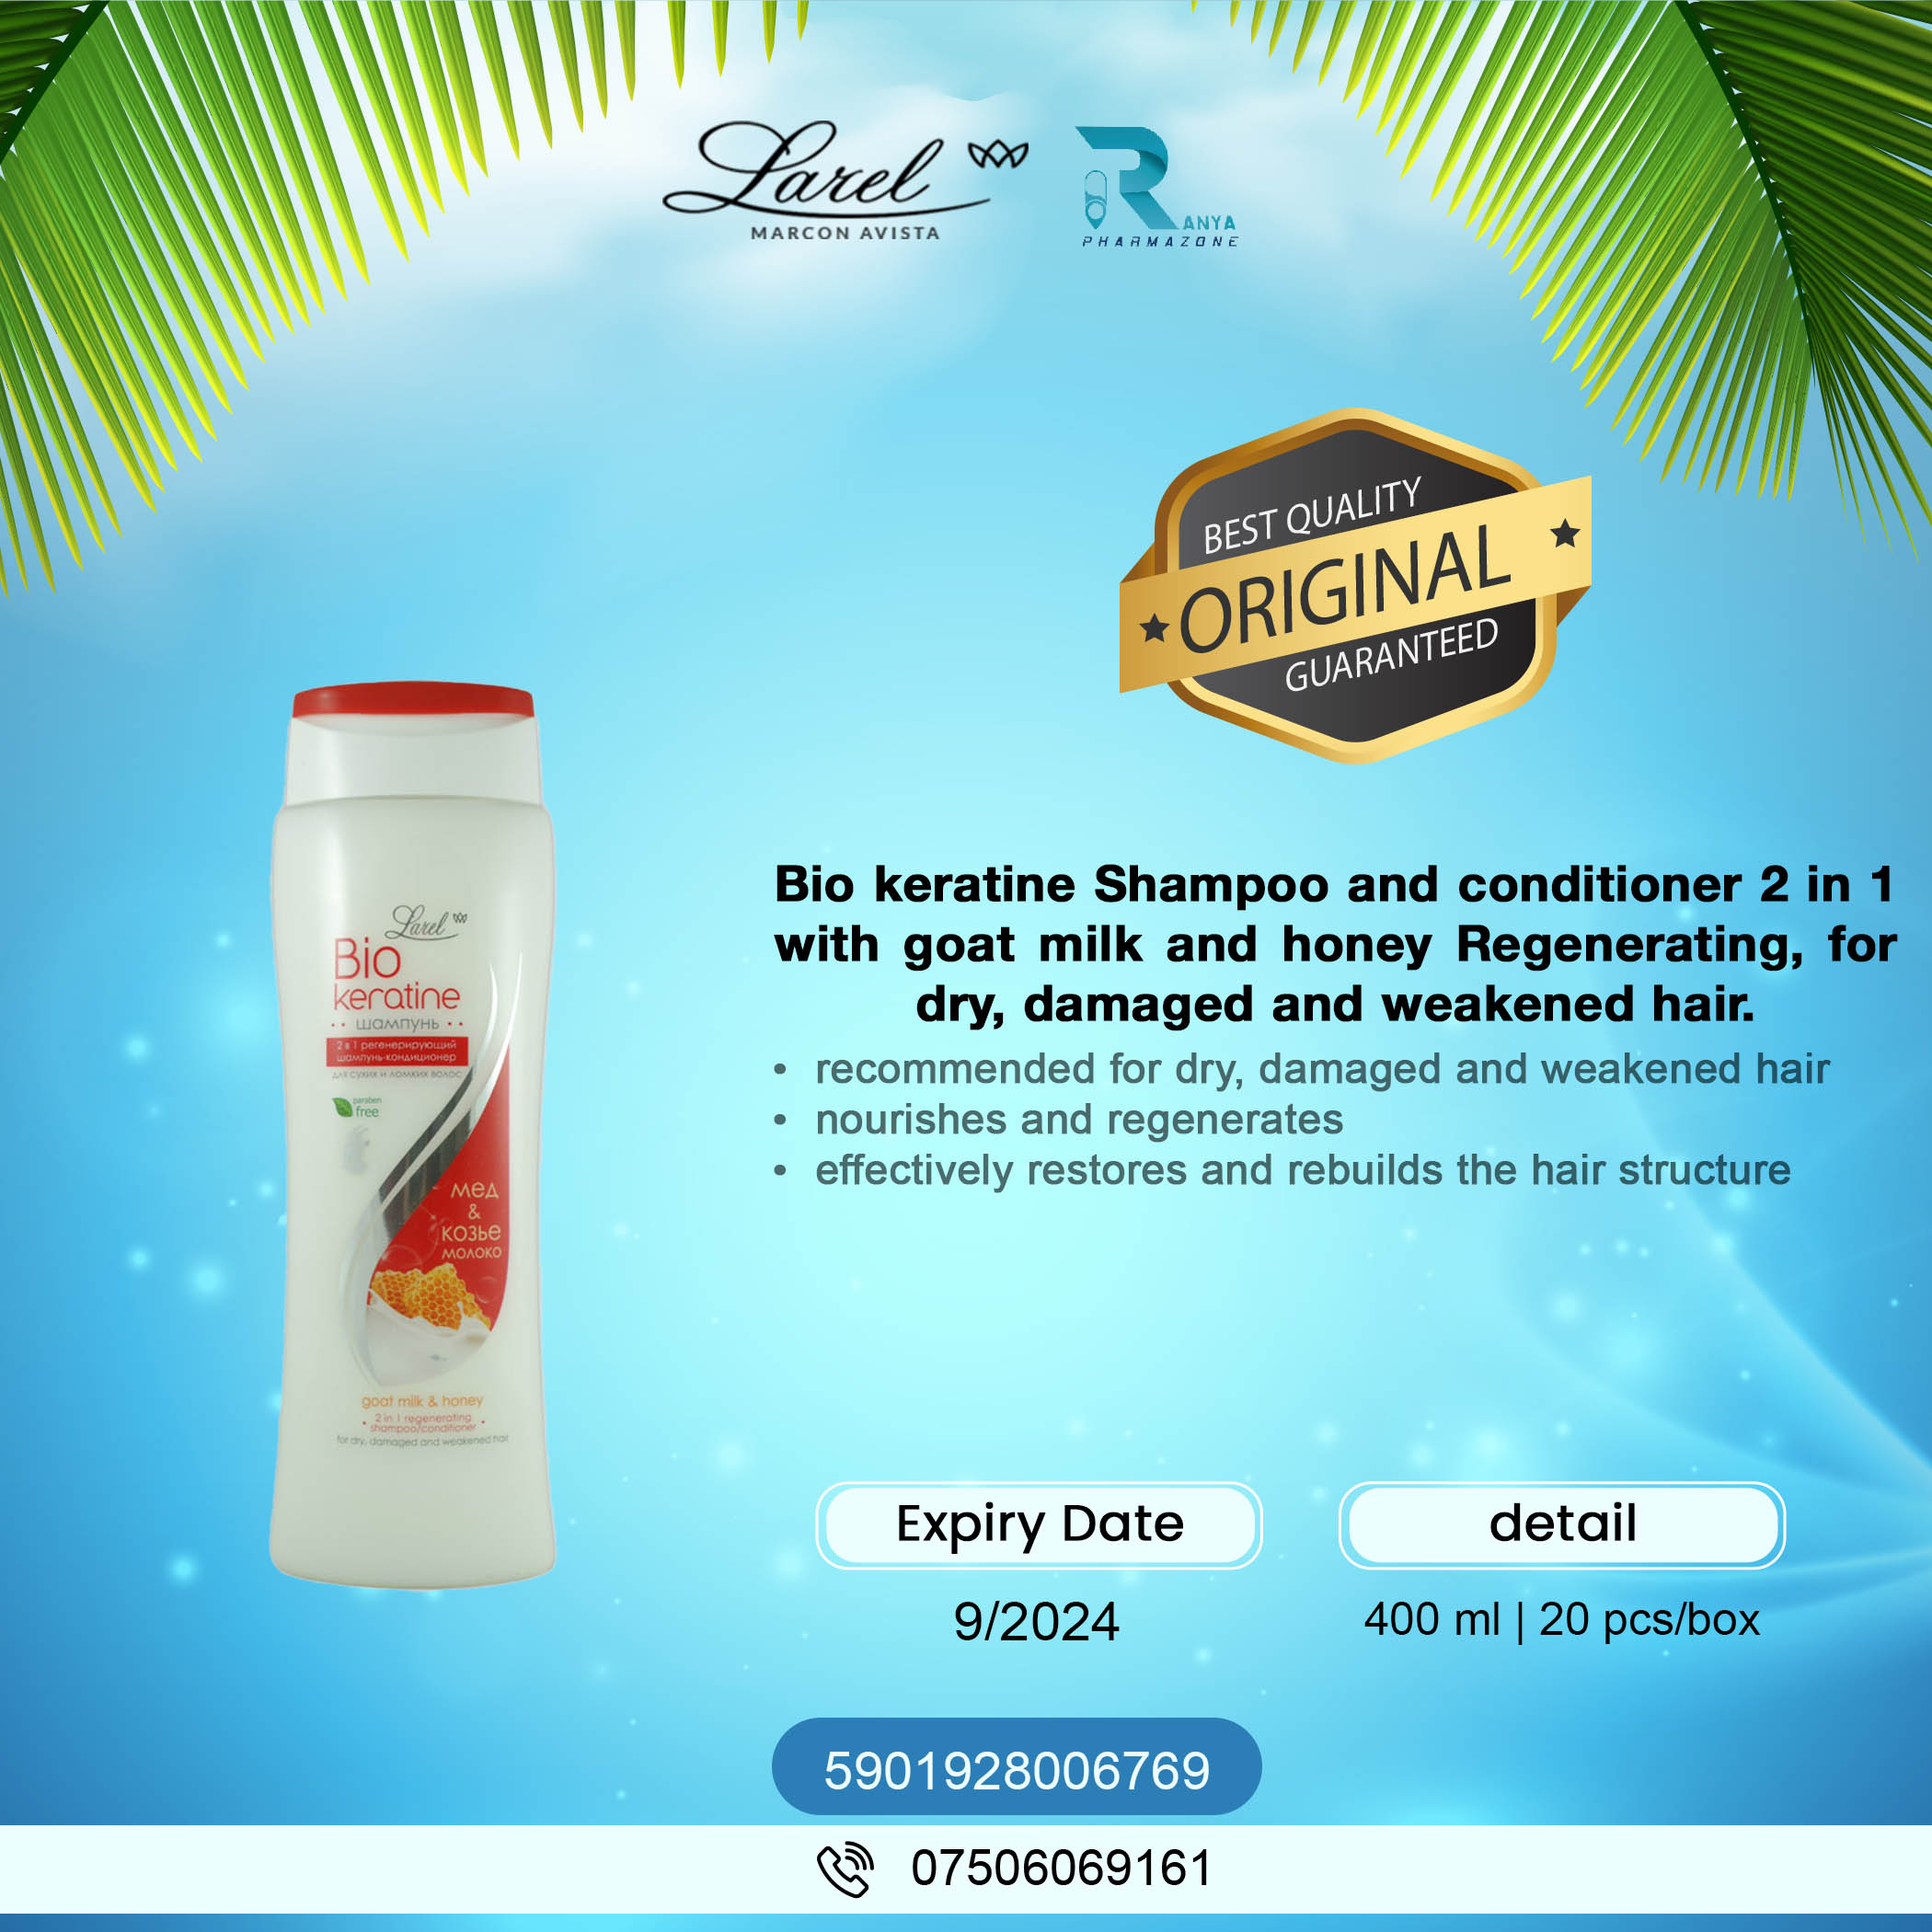 Larel
MARCON AVISTA
RANYA
PHARMAZONE
BEST QUALITY
ORIGINAL
GUARANTEED
Bio keratine Shampoo and conditioner 2 in 1
with goat milk and honey Regenerating, for
dry, damaged and weakened hair.
• recommended for dry, damaged and weakened hair
• nourishes and regenerates
• effectively restores and rebuilds the hair structure
Larel
Bio
keratine
шампунь
2 в 1 регенерирующий
шампунь-кондиционер
для сухих и ломких волос
paraben
free
мед
&
козье
молоко
goat milk & honey
2 in 1 regenerating
shampoo/conditioner
for dry, damaged and weakened hair
Expiry Date
detail
9/2024
400 ml | 20 pcs/box
5901928006769
07506069161